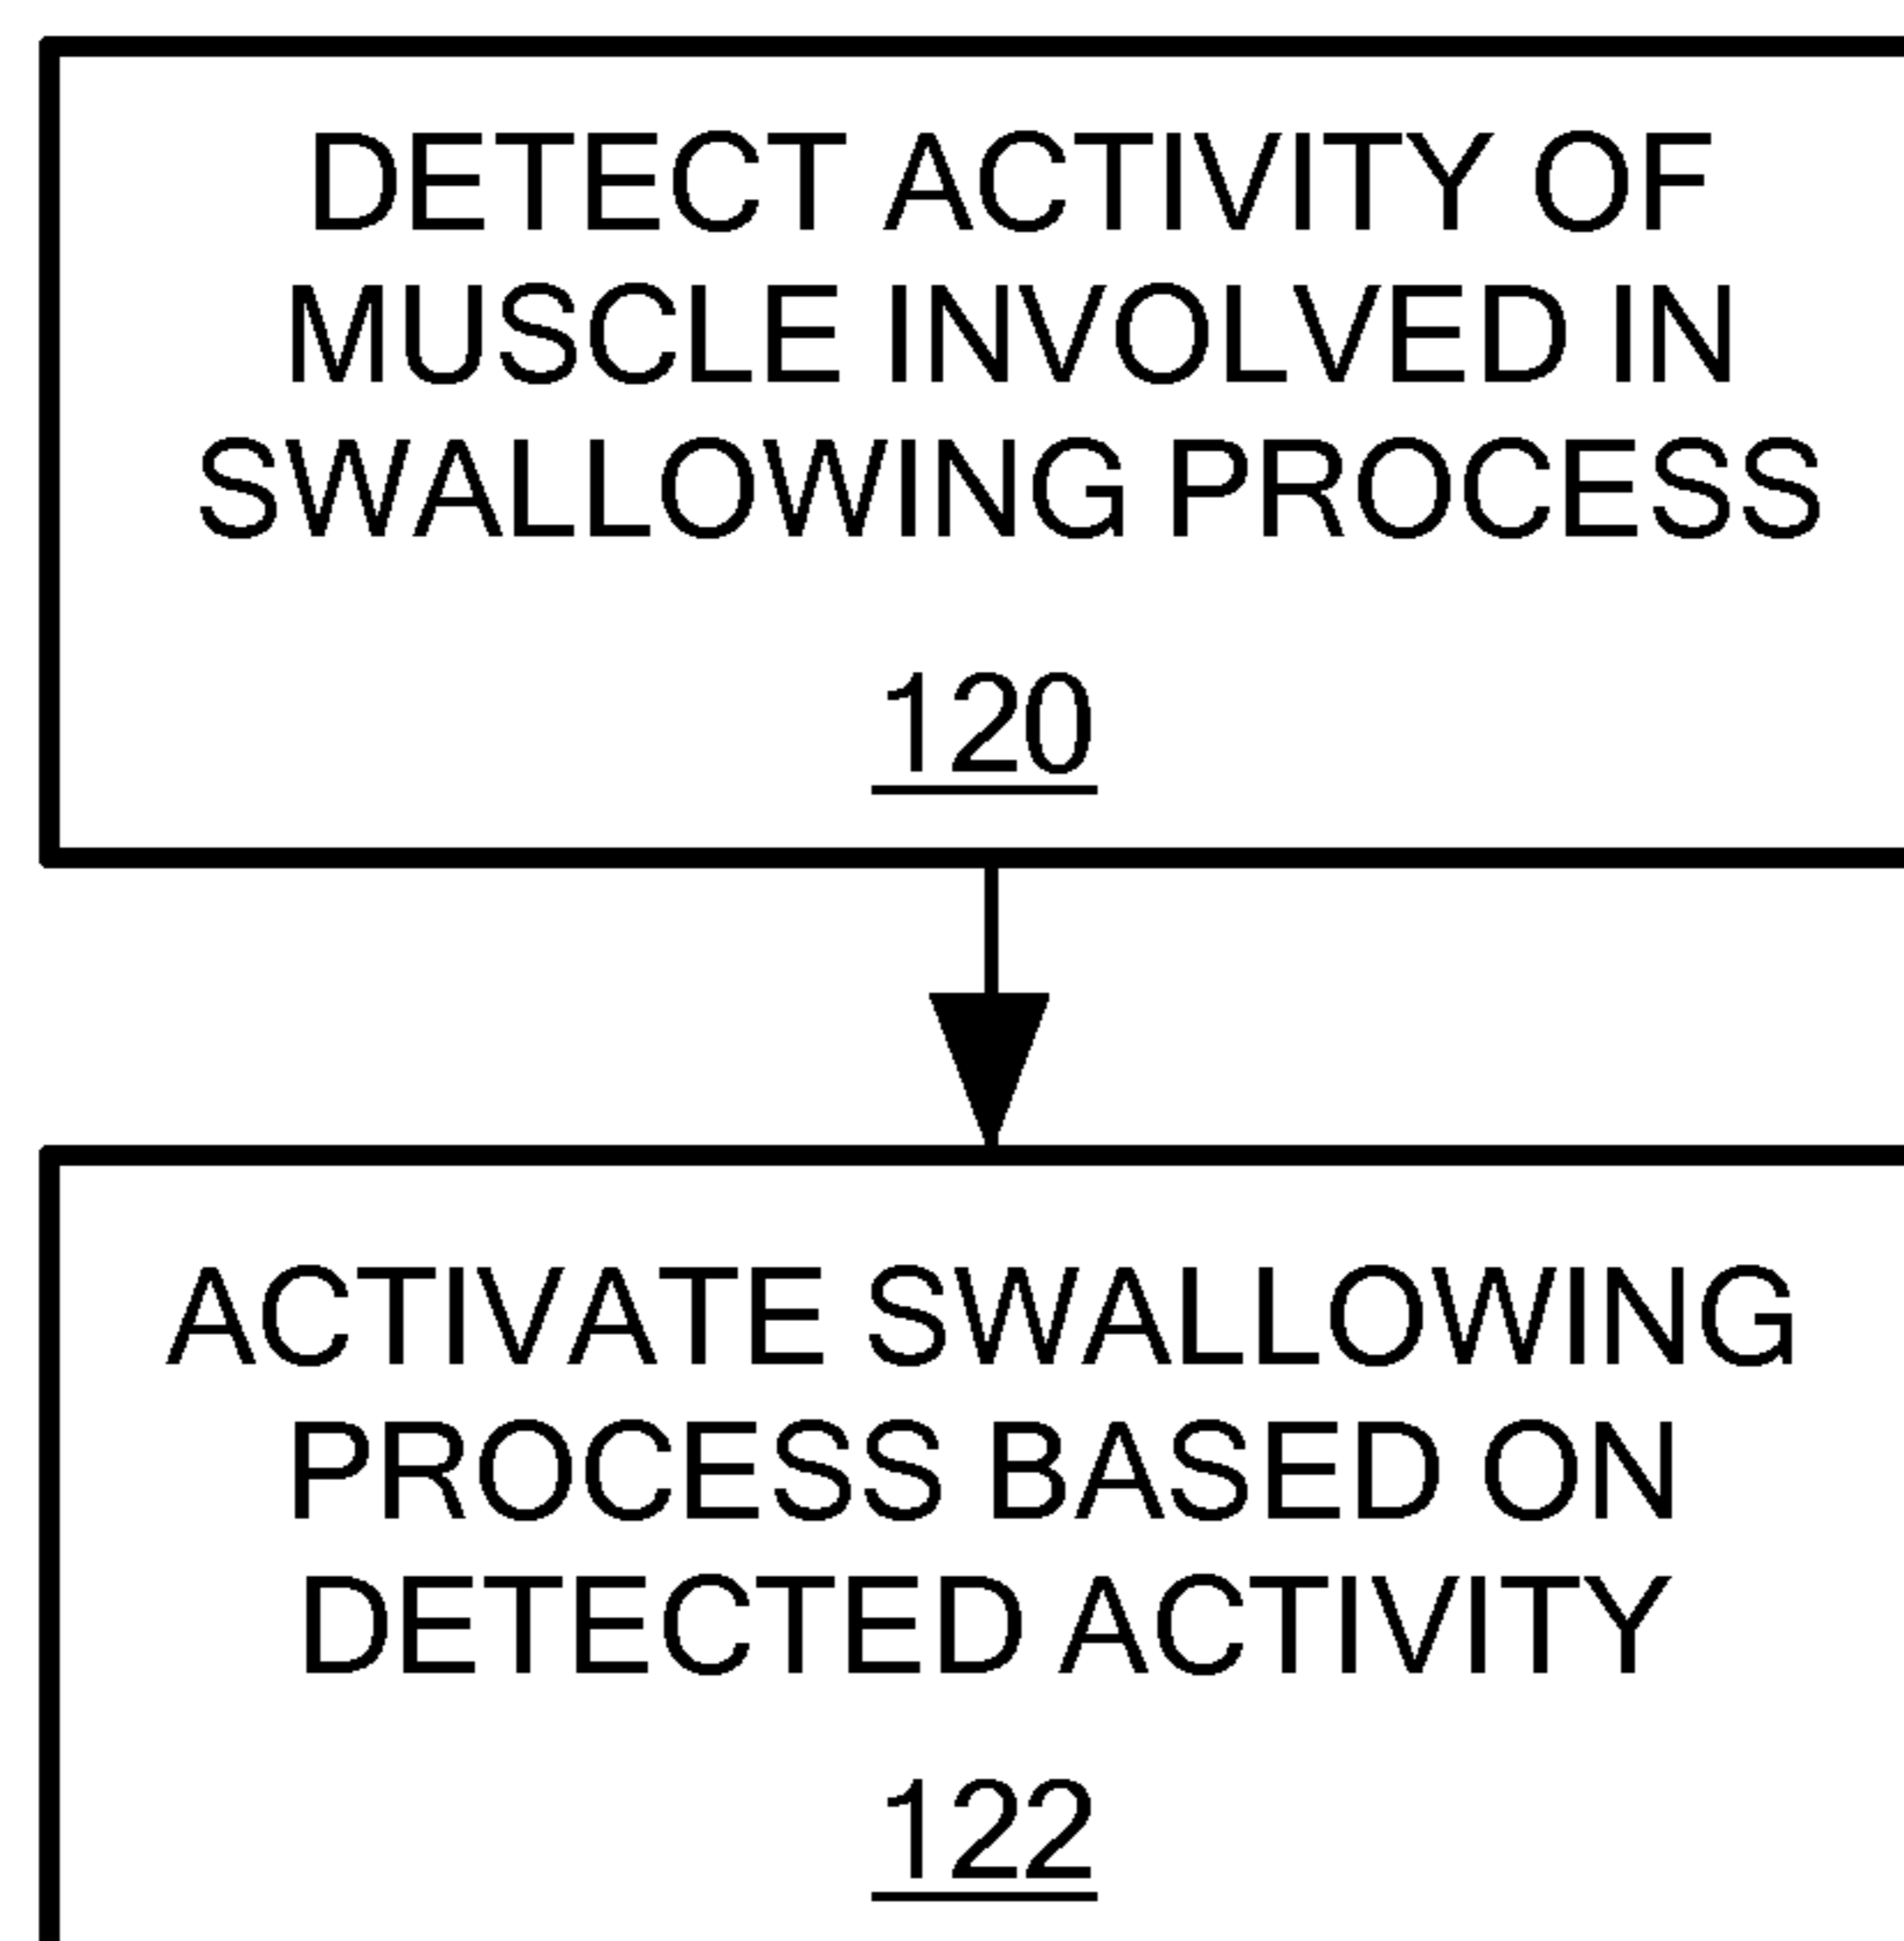 DETECT ACTIVITY OF
MUSCLE INVOLVED IN
SWALLOWING PROCESS
120
ACTIVATE SWALLOWING
PROCESS BASED ON
DETECTED ACTIVITY
122